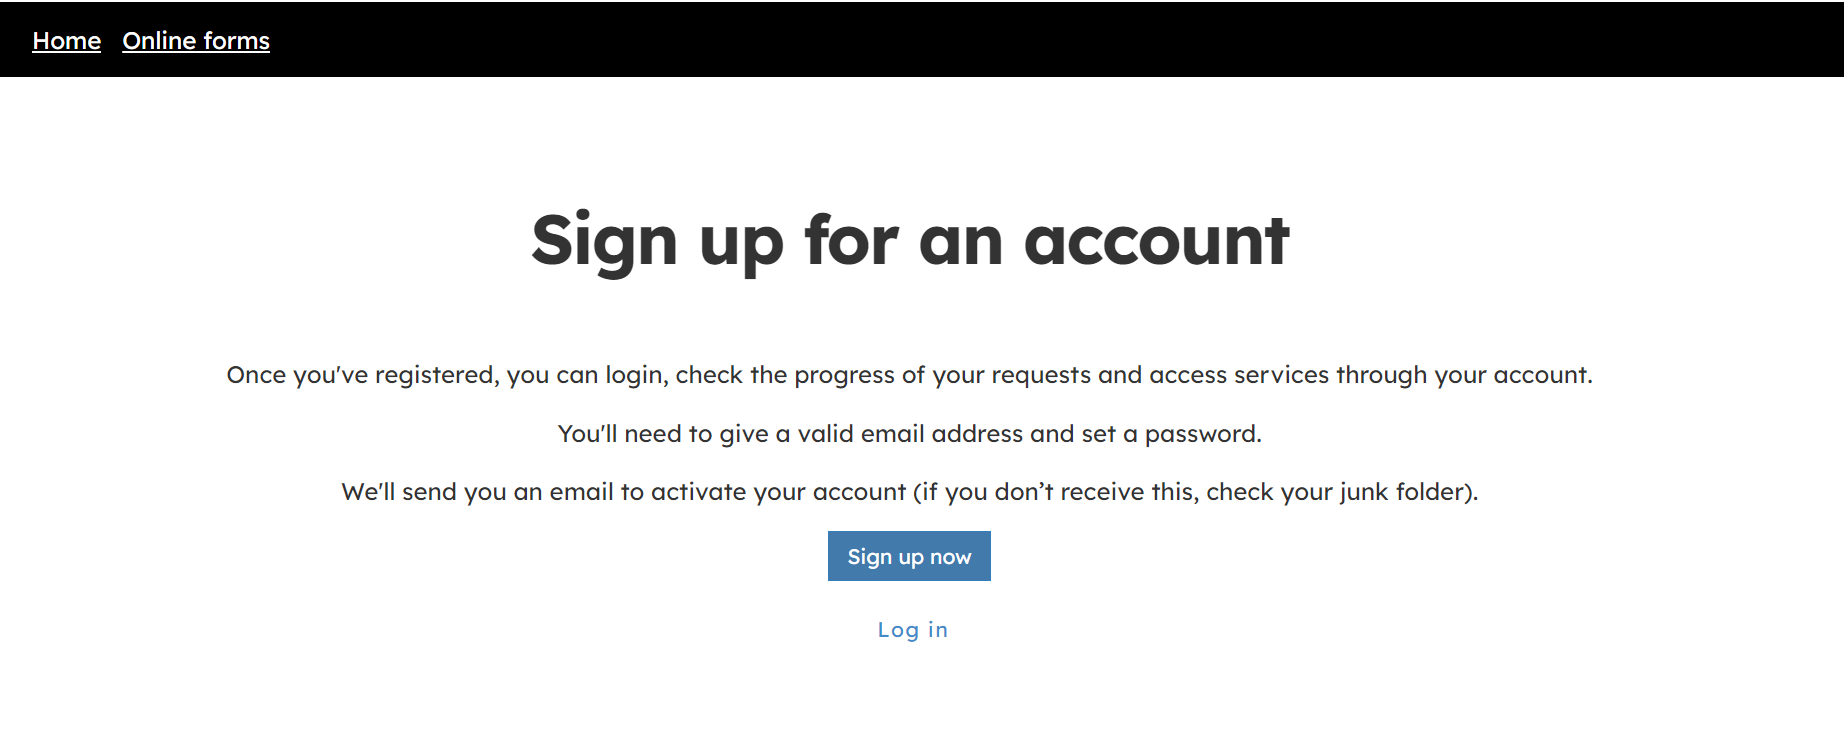 Home Online forms
Sign up for an account
Once you've registered, you can login, check the progress of your requests and access services through your account.
You'll need to give a valid email address and set a password.
We'll send you an email to activate your account (if you don’t receive this, check your junk folder).
Sign up now
Log in